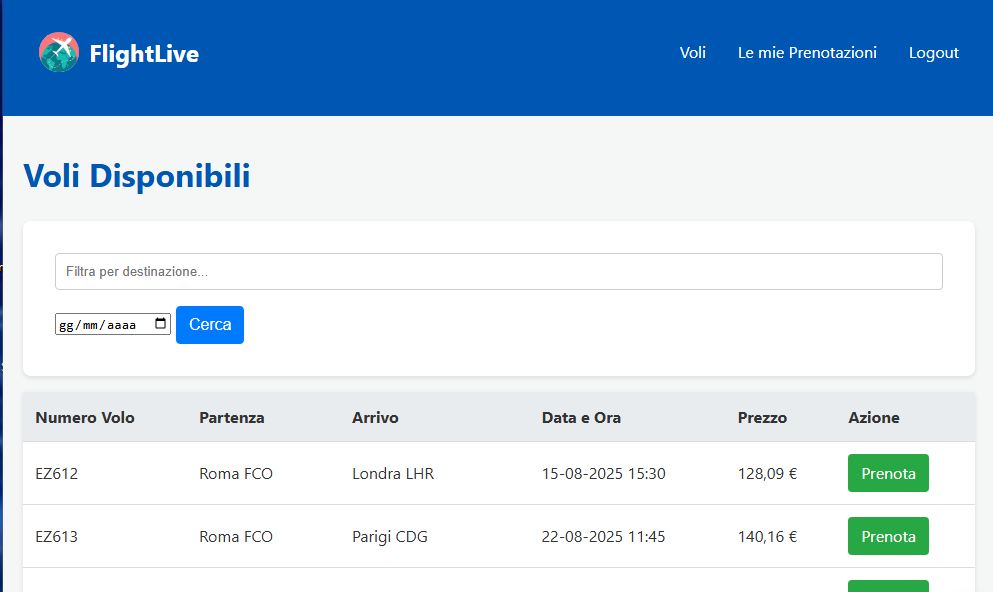 FlightLive
Voli Le mie Prenotazioni Logout
Voli Disponibili
Filtra per destinazione...
gg/mm/aaaa Cerca
Numero Volo Partenza Arrivo Data e Ora Prezzo Azione
EZ612 Roma FCO Londra LHR 15-08-2025 15:30 128,09 € Prenota
EZ613 Roma FCO Parigi CDG 22-08-2025 11:45 140,16 € Prenota